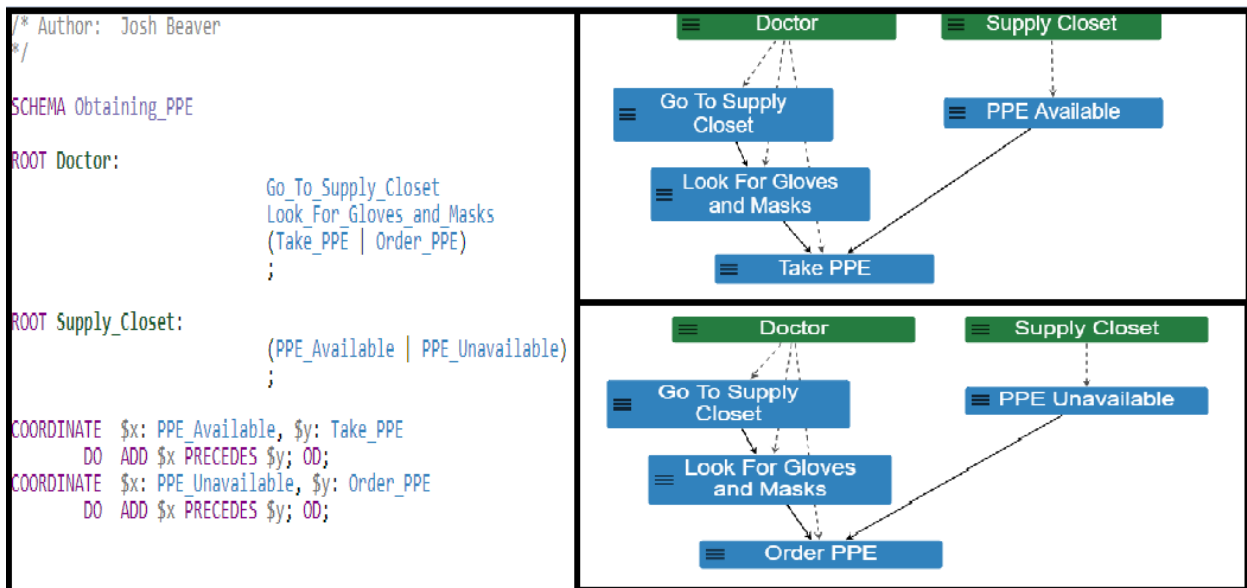 /* Author: Josh Beaver
*/
SCHEMA Obtaining_PPE
ROOT Doctor:
Go_To_Supply_Closet
Look_For_Gloves_and_Masks
(Take_PPE | Order_PPE)
;
ROOT Supply_Closet:
(PPE_Available | PPE_Unavailable)
;
COORDINATE $x: PPE_Available, $y: Take_PPE
DO ADD $x PRECEDES $y; OD;
COORDINATE $x: PPE_Unavailable, $y: Order_PPE
DO ADD $x PRECEDES $y; OD;
Doctor
Supply Closet
Go To Supply
Closet
PPE Available
Look For Gloves
and Masks
Take PPE
Doctor
Supply Closet
Go To Supply
Closet
PPE Unavailable
Look For Gloves
and Masks
Order PPE